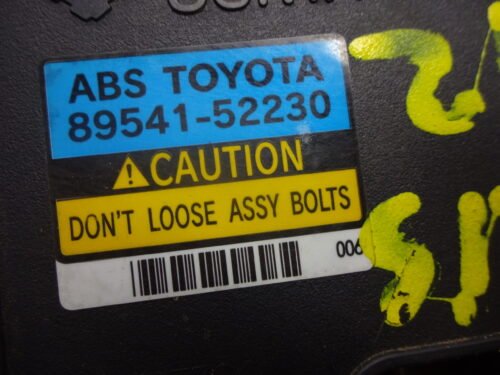 ABS TOYOTA
89541-52230
CAUTION
DON'T LOOSE ASSY BOLTS
006